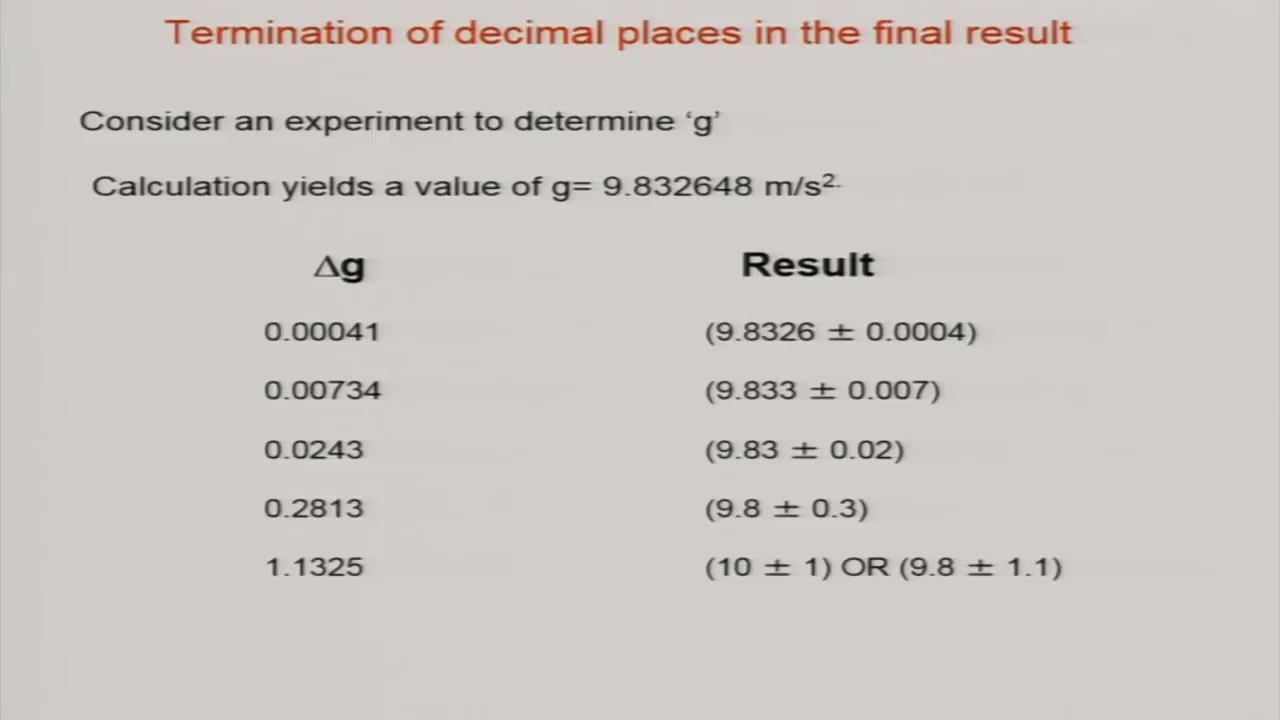 Termination of decimal places in the final result
Consider an experiment to determine ‘g’
Calculation yields a value of g= 9.832648 m/s².
Δg Result
0.00041 (9.8326 ± 0.0004)
0.00734 (9.833 ± 0.007)
0.0243 (9.83 ± 0.02)
0.2813 (9.8 ± 0.3)
1.1325 (10 ± 1) OR (9.8 ± 1.1)